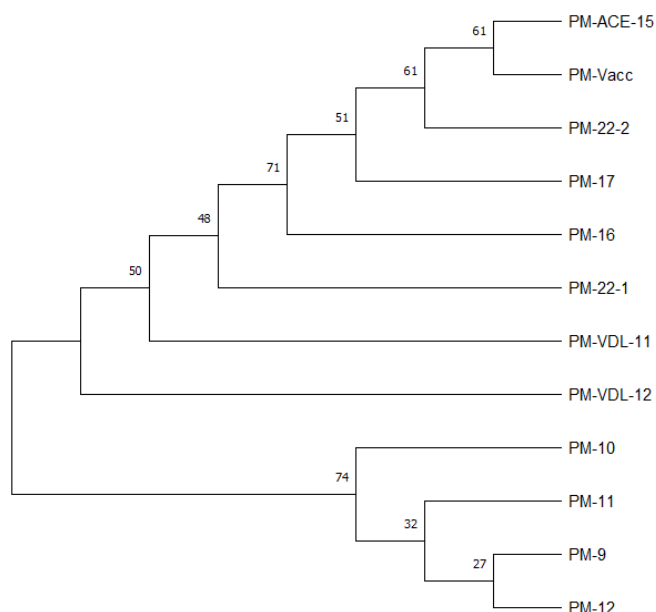 PM-ACE-15
61
PM-Vacc
61
PM-22-2
51
PM-17
71
PM-16
48
PM-22-1
50
PM-VDL-11
PM-VDL-12
PM-10
74
PM-11
32
PM-9
27
PM-12